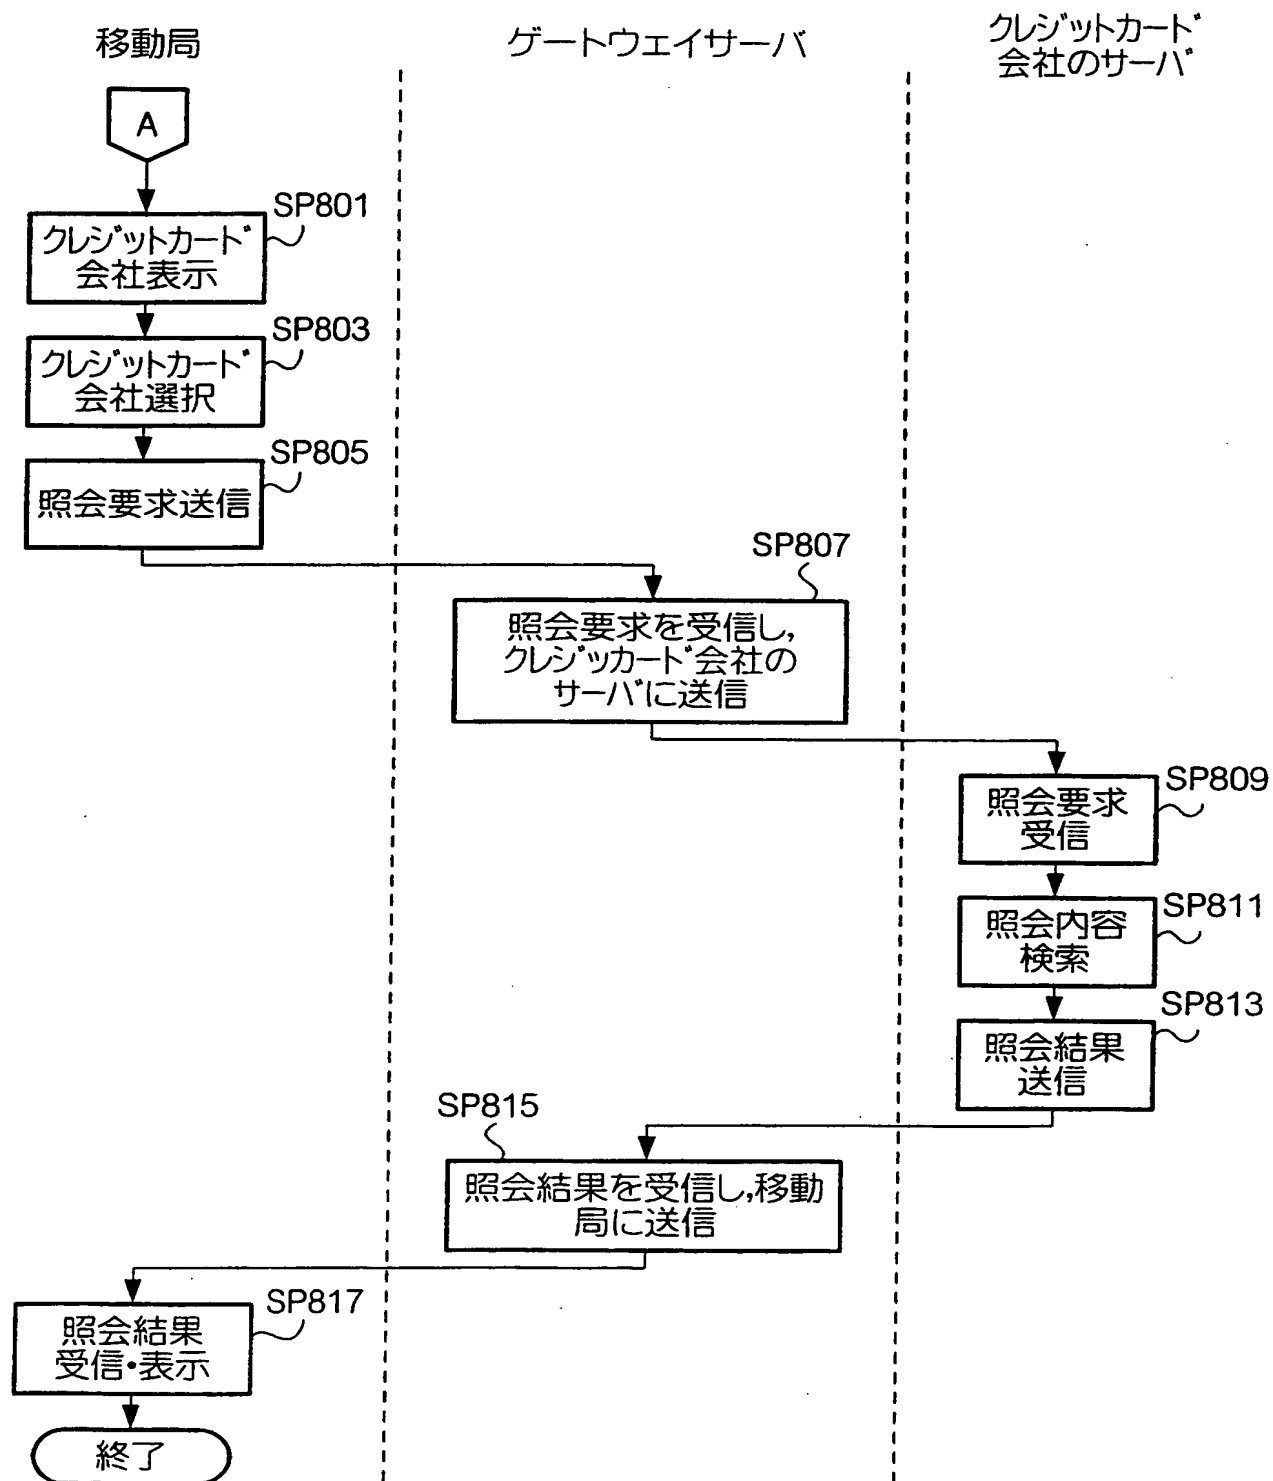 移動局
ゲートウェイサーバ
クレジットカード
会社のサーバ
A
SP801
クレジットカード
会社表示
SP803
クレジットカード
会社選択
SP805
照会要求送信
SP807
照会要求を受信し,
クレジッカード会社の
サーバに送信
SP809
照会要求
受信
SP811
照会内容
検索
SP813
照会結果
送信
SP815
照会結果を受信し,移動
局に送信
SP817
照会結果
受信・表示
終了